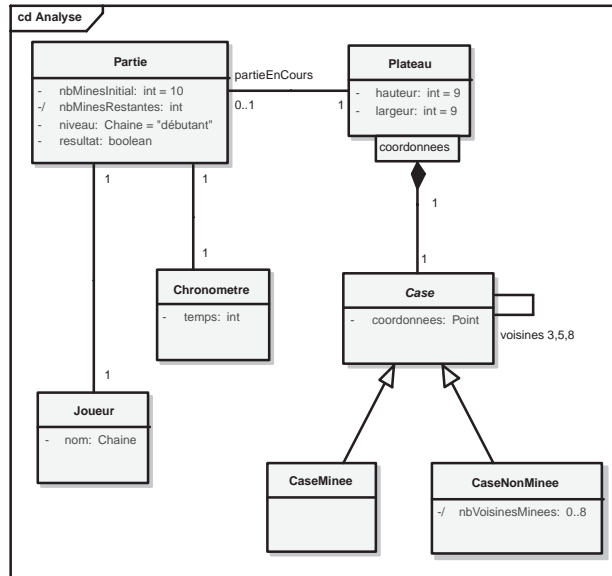 cd Analyse
Partie
- nbMinesInitial: int = 10
-/ nbMinesRestantes: int
- niveau: Chaine = "débutant"
- resultat: boolean
partieEnCours
0..1
1
Plateau
- hauteur: int = 9
- largeur: int = 9
coordonnees
1
1
1
1
1
1
Chronometre
- temps: int
Case
- coordonnees: Point
voisines 3,5,8
Joueur
- nom: Chaine
CaseMinee
CaseNonMinee
-/ nbVoisinesMinees: 0..8